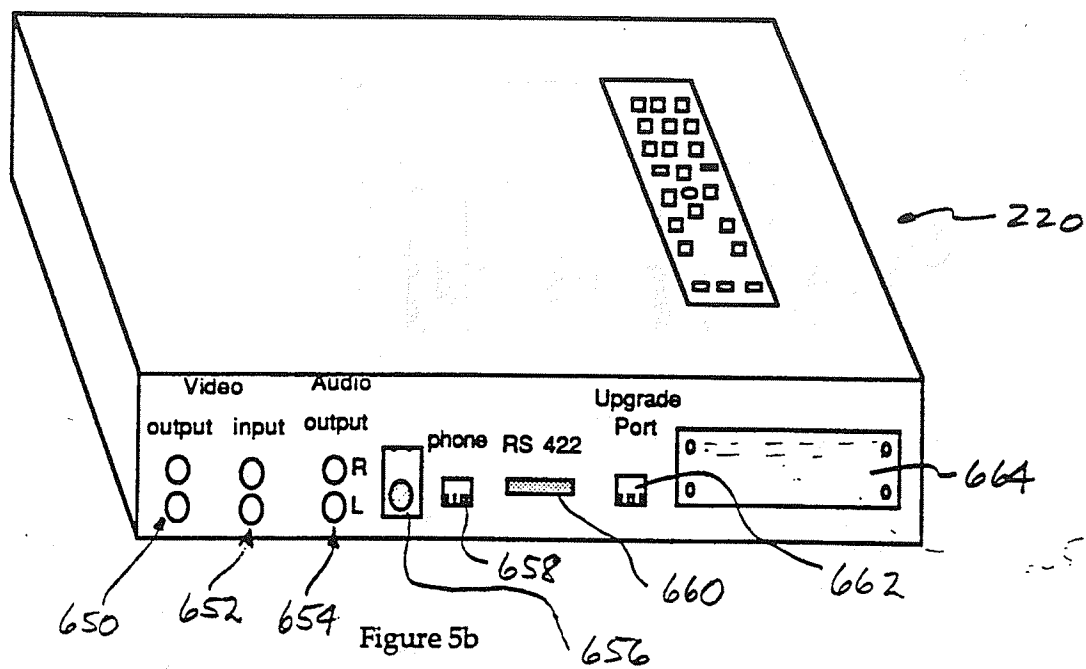 220
Video
Audio
output
input
output
R
L
phone
RS 422
Upgrade
Port
664
650
652
654
658
660
662
656
Figure 5b